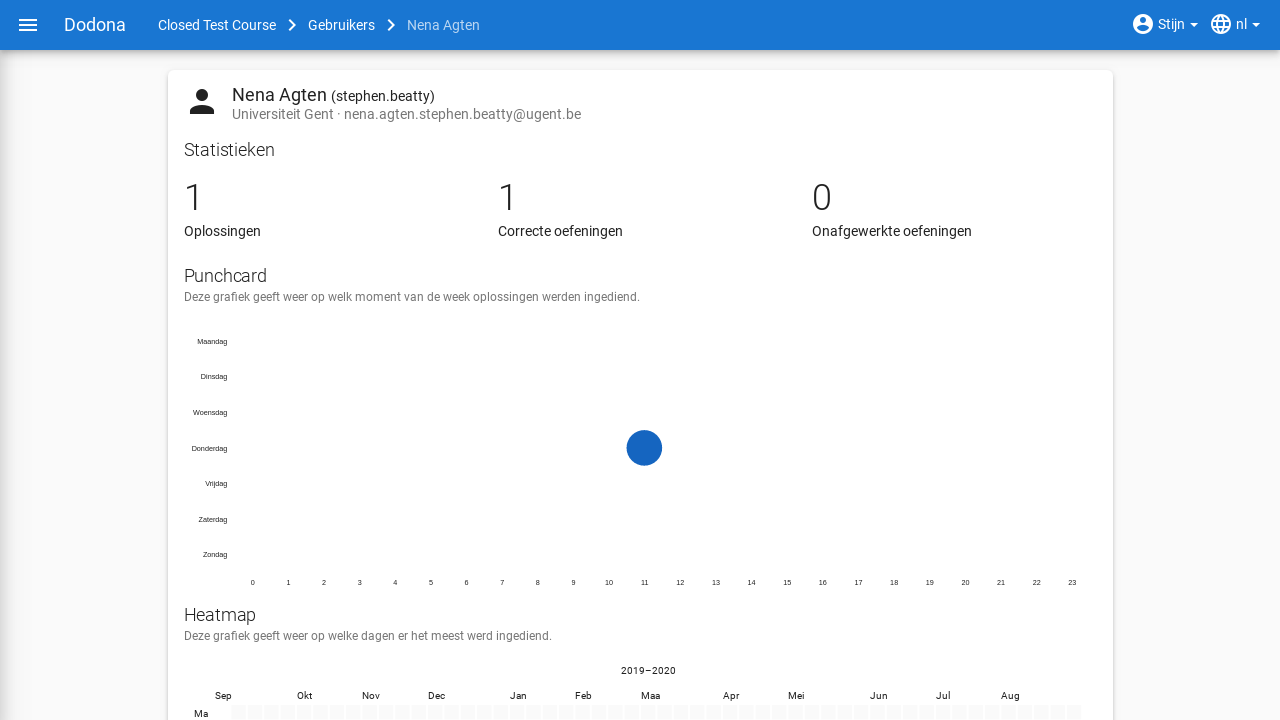 Dodona Closed Test Course Gebruikers Nena Agten Stijn nl
Nena Agten (stephen.beatty)
Universiteit Gent · nena.agten.stephen.beatty@ugent.be
Statistieken
1 1 0
Oplossingen Correcte oefeningen Onafgewerkte oefeningen
Punchcard
Deze grafiek geeft weer op welk moment van de week oplossingen werden ingediend.
Maandag
Dinsdag
Woensdag
Donderdag
Vrijdag
Zaterdag
Zondag
0 1 2 3 4 5 6 7 8 9 10 11 12 13 14 15 16 17 18 19 20 21 22 23
Heatmap
Deze grafiek geeft weer op welke dagen er het meest werd ingediend.
2019–2020
Sep Okt Nov Dec Jan Feb Maa Apr Mei Jun Jul Aug
Ma